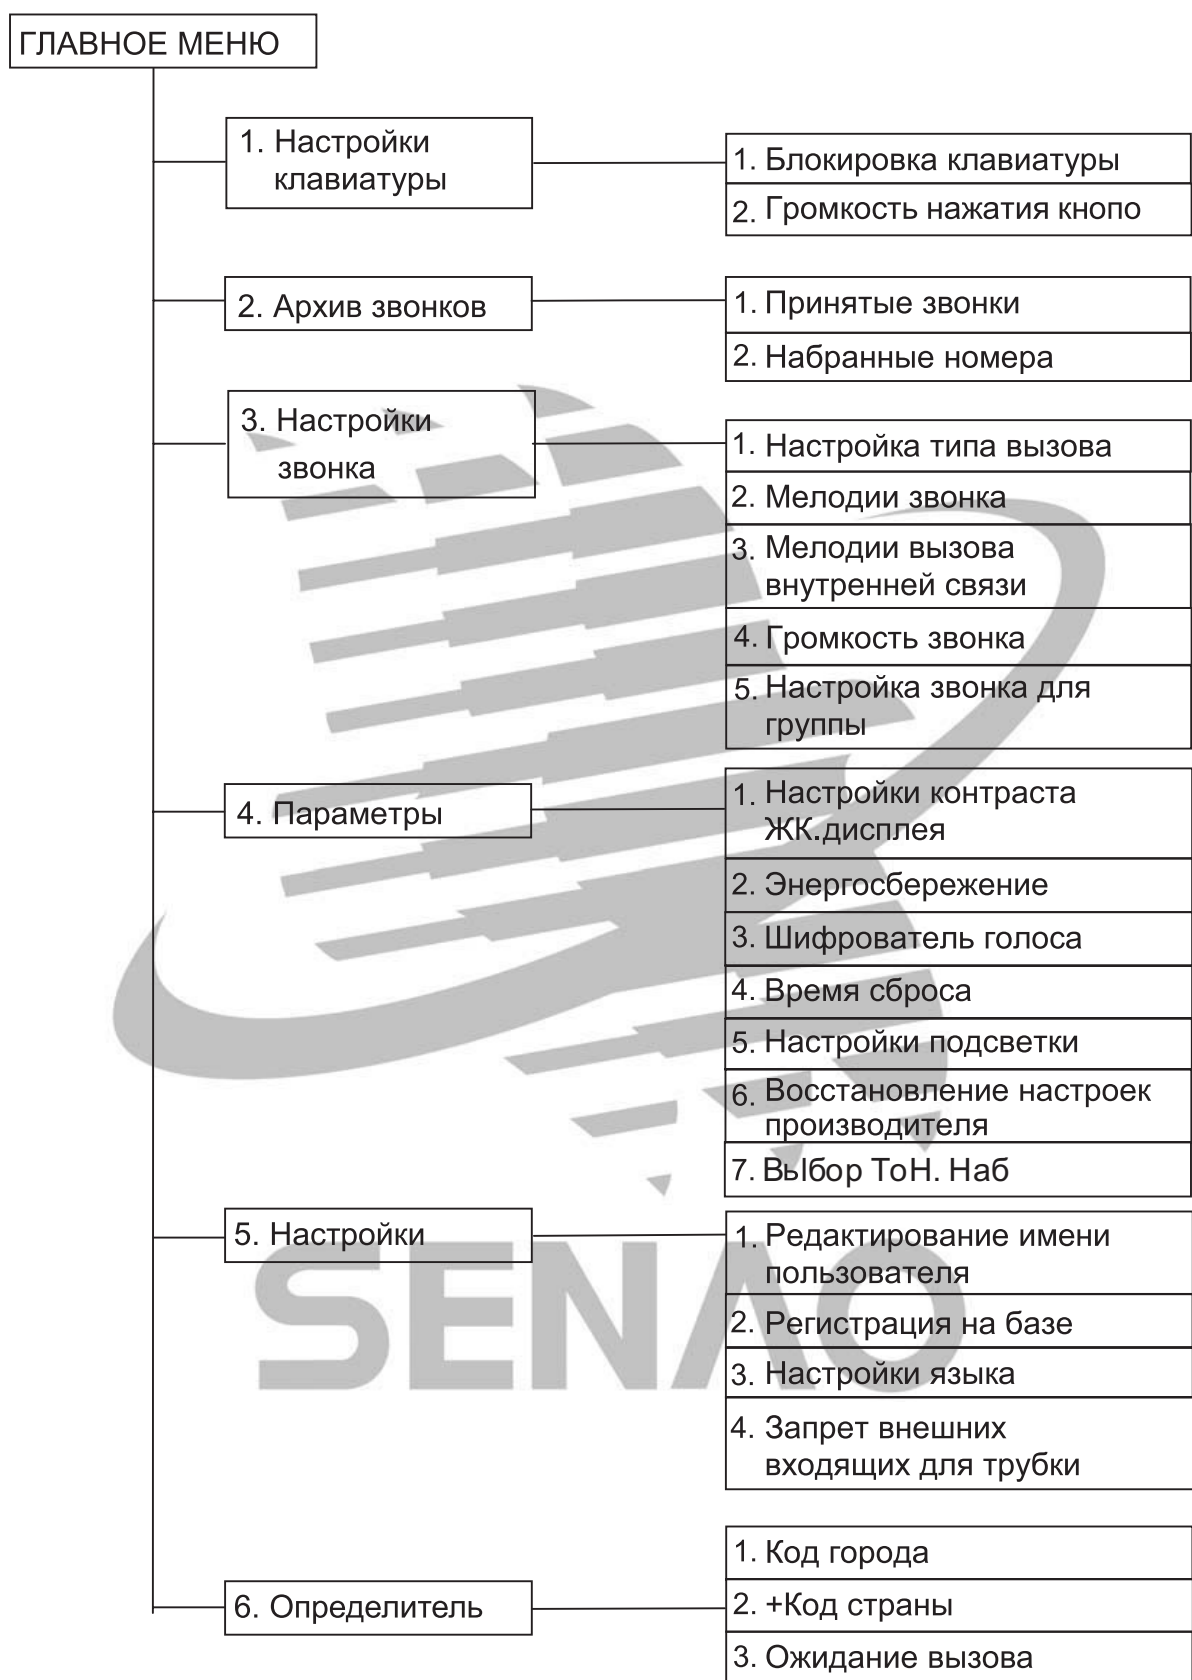 ГЛАВНОЕ МЕНЮ
1. Настройки
клавиатуры
1. Блокировка клавиатуры
2. Громкость нажатия кнопо
2. Архив звонков
1. Принятые звонки
2. Набранные номера
3. Настройки
звонка
1. Настройка типа вызова
2. Мелодии звонка
3. Мелодии вызова
внутренней связи
4. Громкость звонка
5. Настройка звонка для
группы
4. Параметры
1. Настройки контраста
ЖК.дисплея
2. Энергосбережение
3. Шифрователь голоса
4. Время сброса
5. Настройки подсветки
6. Восстановление настроек
производителя
7. Выбор ТоН. Наб
5. Настройки
1. Редактирование имени
пользователя
2. Регистрация на базе
3. Настройки языка
4. Запрет внешних
входящих для трубки
6. Определитель
1. Код города
2. +Код страны
3. Ожидание вызова
SENAO